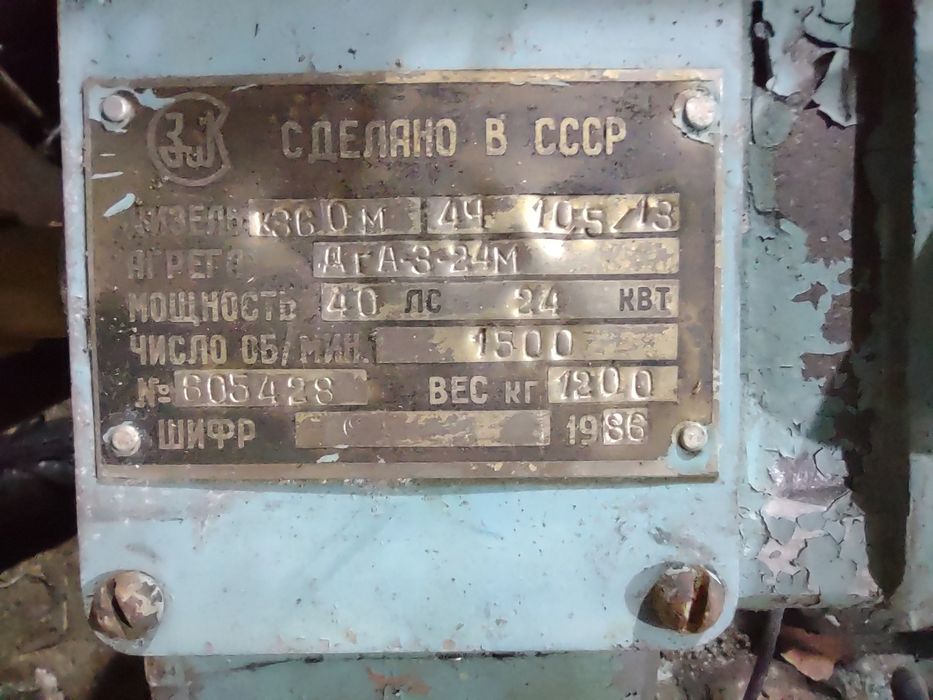 СДЕЛАНО В СССР
ДИЗЕЛЬ К360М 4Ч 10,5/13
АГРЕГАТ ДГА-3-24М
МОЩНОСТЬ 40 ЛС 24 КВТ
ЧИСЛО ОБ/МИН. 1500
№ 605428 ВЕС КГ 1200
ШИФР 1986